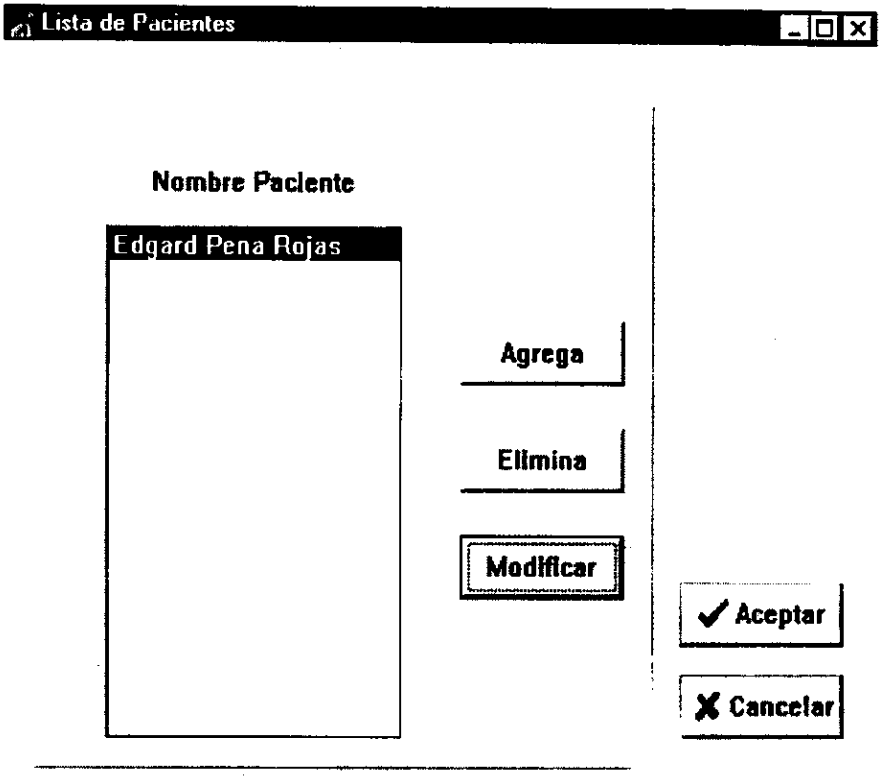 Lista de Pacientes
Nombre Paciente
Edgard Pena Rojas
Agrega
Elimina
Modificar
Aceptar
Cancelar